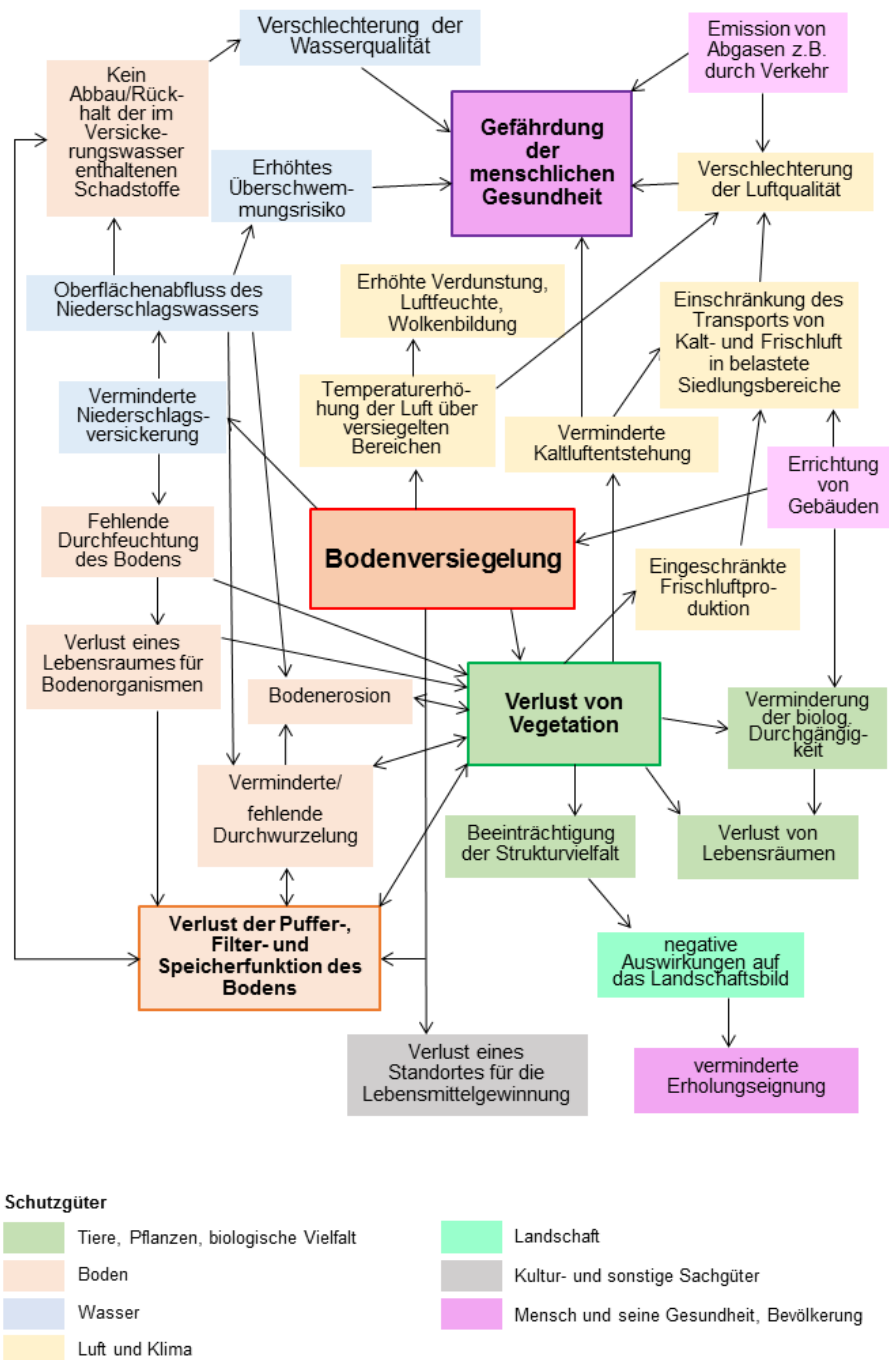 Verschlechterung der
Wasserqualität
Emission von
Abgasen z.B.
durch Verkehr
Kein
Abbau/Rück-
halt der im
Versicke-
rungswasser
enthaltenen
Schadstoffe
Gefährdung
der
menschlichen
Gesundheit
Erhöhtes
Überschwem-
mungsrisiko
Verschlechterung
der Luftqualität
Oberflächenabfluss des
Niederschlagswassers
Erhöhte Verdunstung,
Luftfeuchte,
Wolkenbildung
Einschränkung des
Transports von
Kalt- und Frischluft
in belastete
Siedlungsbereiche
Verminderte
Niederschlags-
versickerung
Temperaturerhö-
hung der Luft über
versiegelten
Bereichen
Verminderte
Kaltluftentstehung
Errichtung
von
Gebäuden
Fehlende
Durchfeuchtung
des Bodens
Bodenversiegelung
Eingeschränkte
Frischluftpro-
duktion
Verlust eines
Lebensraumes für
Bodenorganismen
Bodenerosion
Verlust von
Vegetation
Verminderung
der biolog.
Durchgängig-
keit
Verminderte/
fehlende
Durchwurzelung
Beeinträchtigung
der Strukturvielfalt
Verlust von
Lebensräumen
Verlust der Puffer-,
Filter- und
Speicherfunktion des
Bodens
negative
Auswirkungen auf
das Landschaftsbild
Verlust eines
Standortes für die
Lebensmittelgewinnung
verminderte
Erholungseignung
Schutzgüter
Tiere, Pflanzen, biologische Vielfalt
Boden
Wasser
Luft und Klima
Landschaft
Kultur- und sonstige Sachgüter
Mensch und seine Gesundheit, Bevölkerung